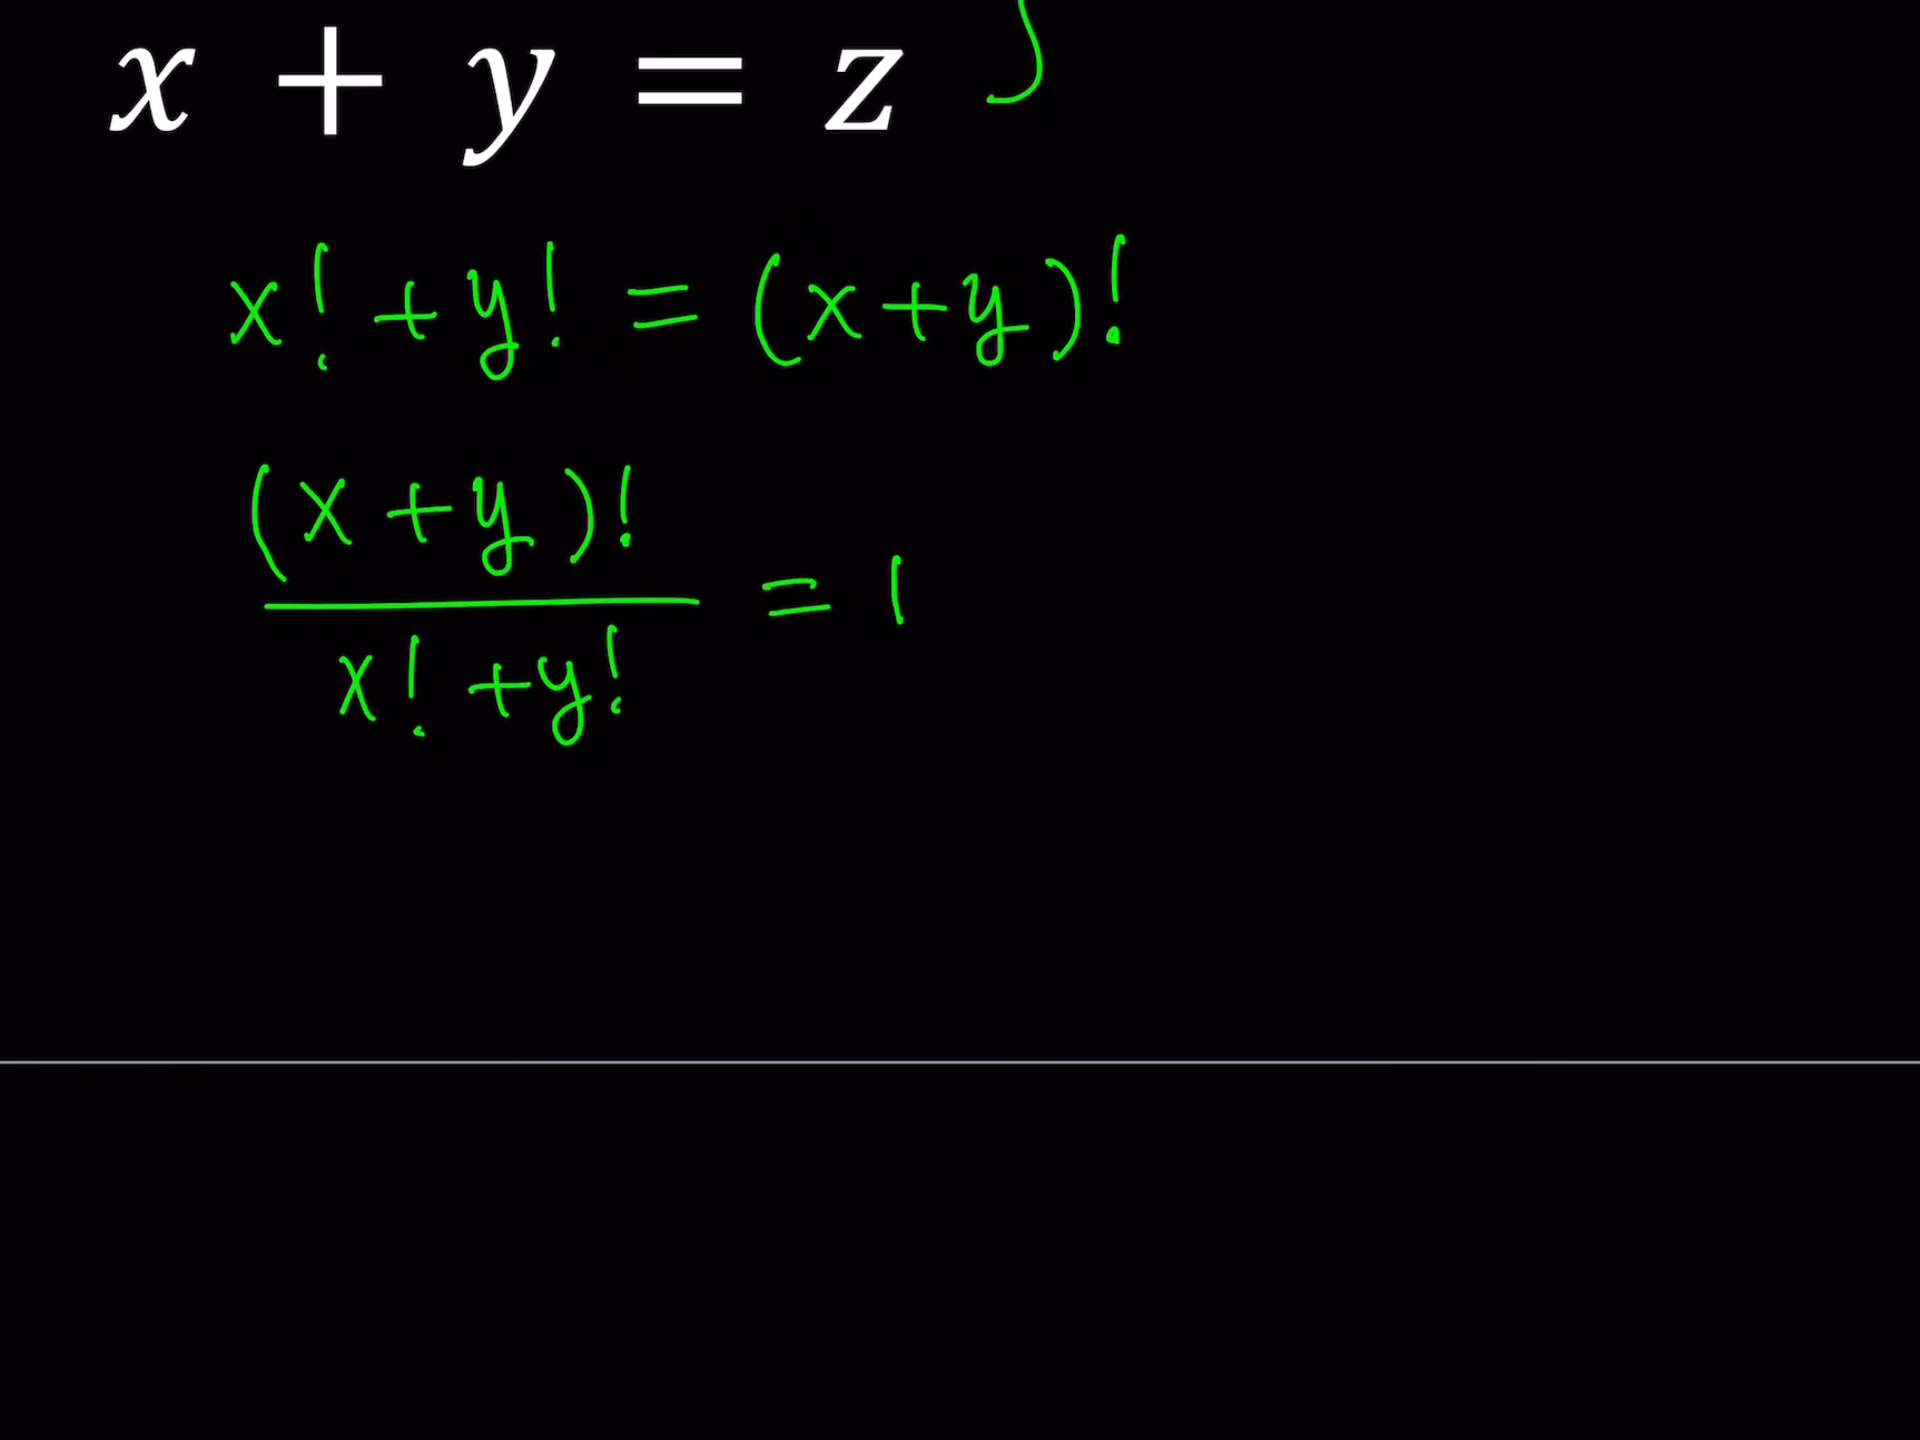 x + y = z
x! + y! = (x+y)!
(x+y)!
= 1
x! + y!